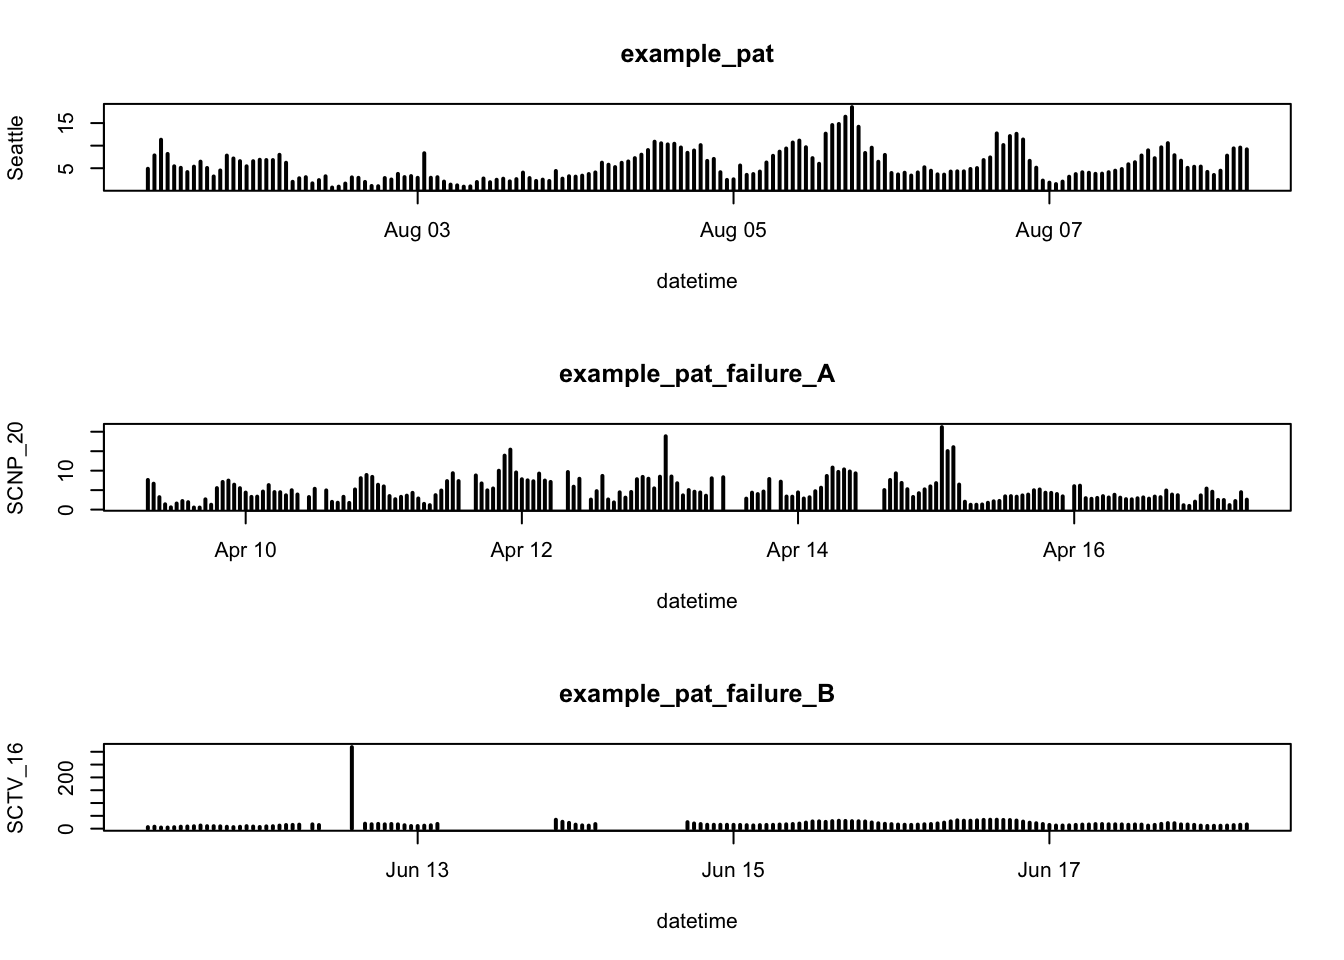 example_pat
Seattle
15
5
Aug 03 Aug 05 Aug 07
datetime
example_pat_failure_A
SCNP_20
10
0
Apr 10 Apr 12 Apr 14 Apr 16
datetime
example_pat_failure_B
SCTV_16
200
0
Jun 13 Jun 15 Jun 17
datetime